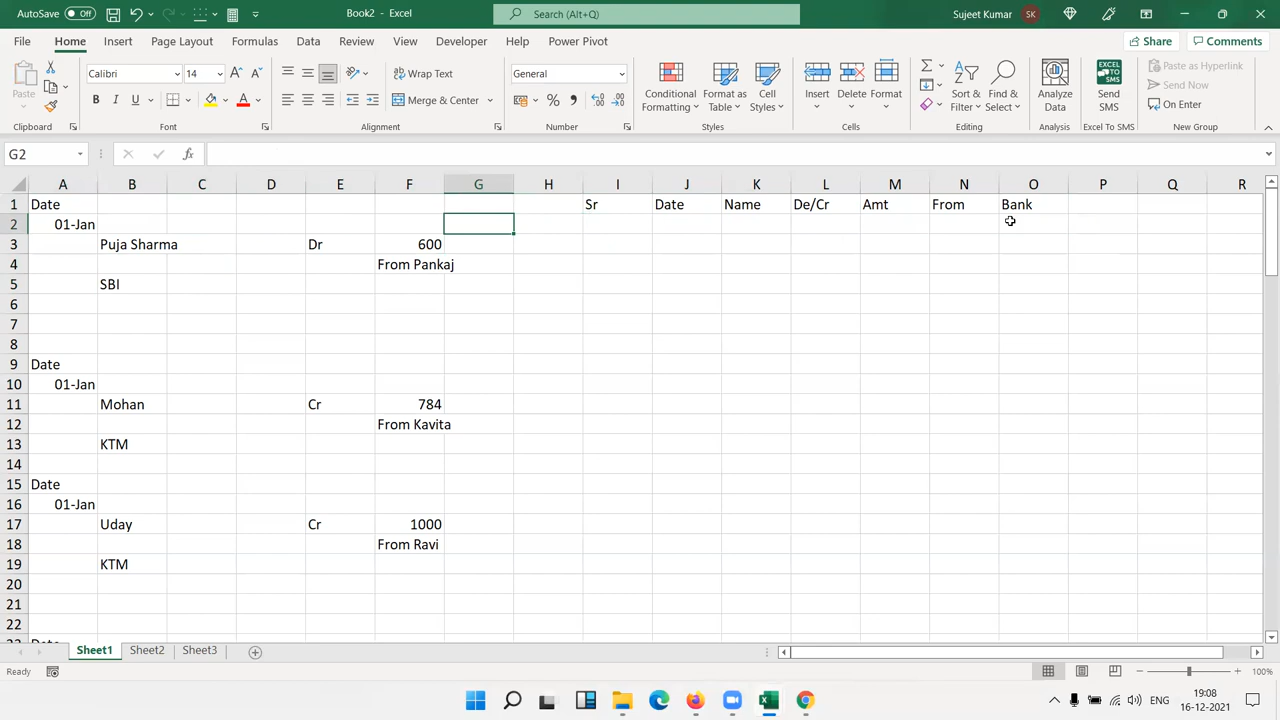 AutoSave Off Book2 - Excel Search (Alt+Q) Sujeet Kumar SK
File Home Insert Page Layout Formulas Data Review View Developer Help Power Pivot Share Comments
Paste Calibri 14 Wrap Text General Conditional Formatting Format as Table Cell Styles Insert Delete Format Sort & Filter Find & Select Analyze Data Send SMS Paste as Hyperlink
B I U Merge & Center Send Now
On Enter
Clipboard Font Alignment Number Styles Cells Editing Analysis Excel To SMS New Group
G2 fx
A B C D E F G H I J K L M N O P Q R
1 Date Sr Date Name De/Cr Amt From Bank
2 01-Jan
3 Puja Sharma Dr 600
4 From Pankaj
5 SBI
6
7
8
9 Date
10 01-Jan
11 Mohan Cr 784
12 From Kavita
13 KTM
14
15 Date
16 01-Jan
17 Uday Cr 1000
18 From Ravi
19 KTM
20
21
22
23 Date
Sheet1 Sheet2 Sheet3
Ready 100%
ENG 19:08
16-12-2021